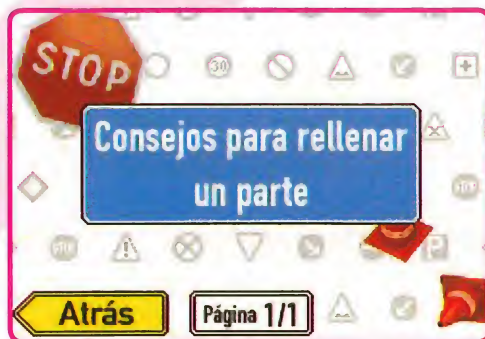 STOP
Consejos para rellenar
un parte
Atrás
Página 1/1